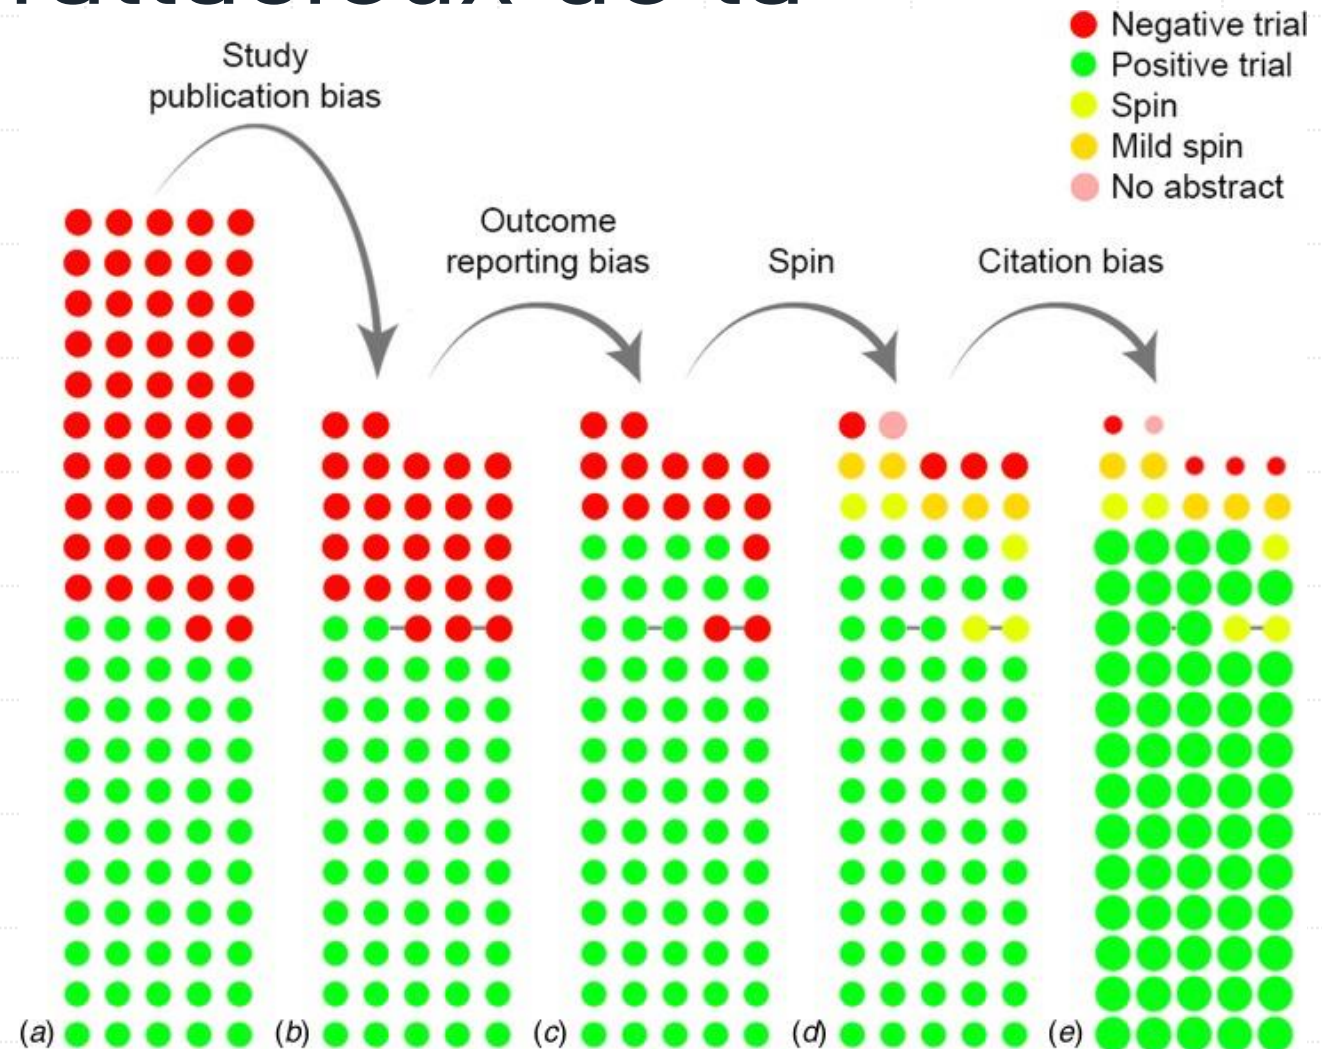 Study
publication bias
Negative trial
Positive trial
Spin
Mild spin
No abstract
Outcome
reporting bias
Spin
Citation bias
(a)
(b)
(c)
(d)
(e)